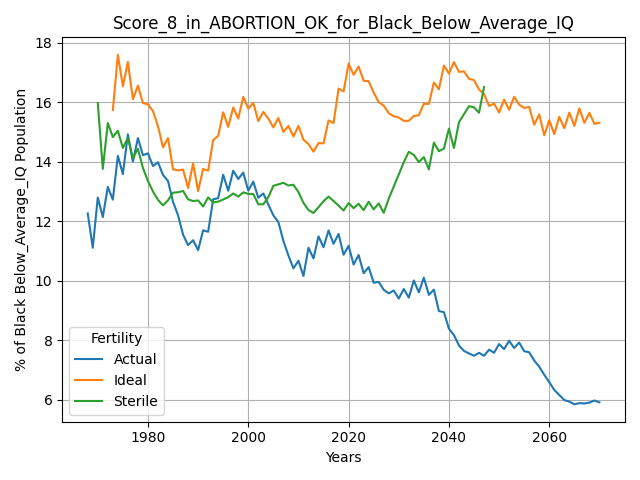 Score_8_in_ABORTION_OK_for_Black_Below_Average_IQ
% of Black Below_Average_IQ Population
18
16
14
12
10
8
6
Fertility
Actual
Ideal
Sterile
1980
2000
2020
2040
2060
Years